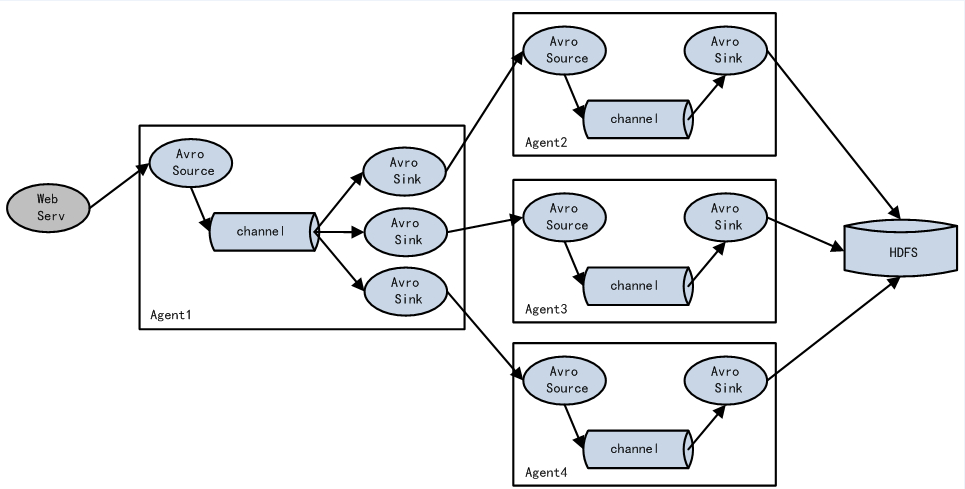 Web
Serv
Avro
Source
channel
Avro
Sink
Avro
Sink
Avro
Sink
Agent1
Avro
Source
channel
Avro
Sink
Agent2
Avro
Source
channel
Avro
Sink
Agent3
Avro
Source
channel
Avro
Sink
Agent4
HDFS